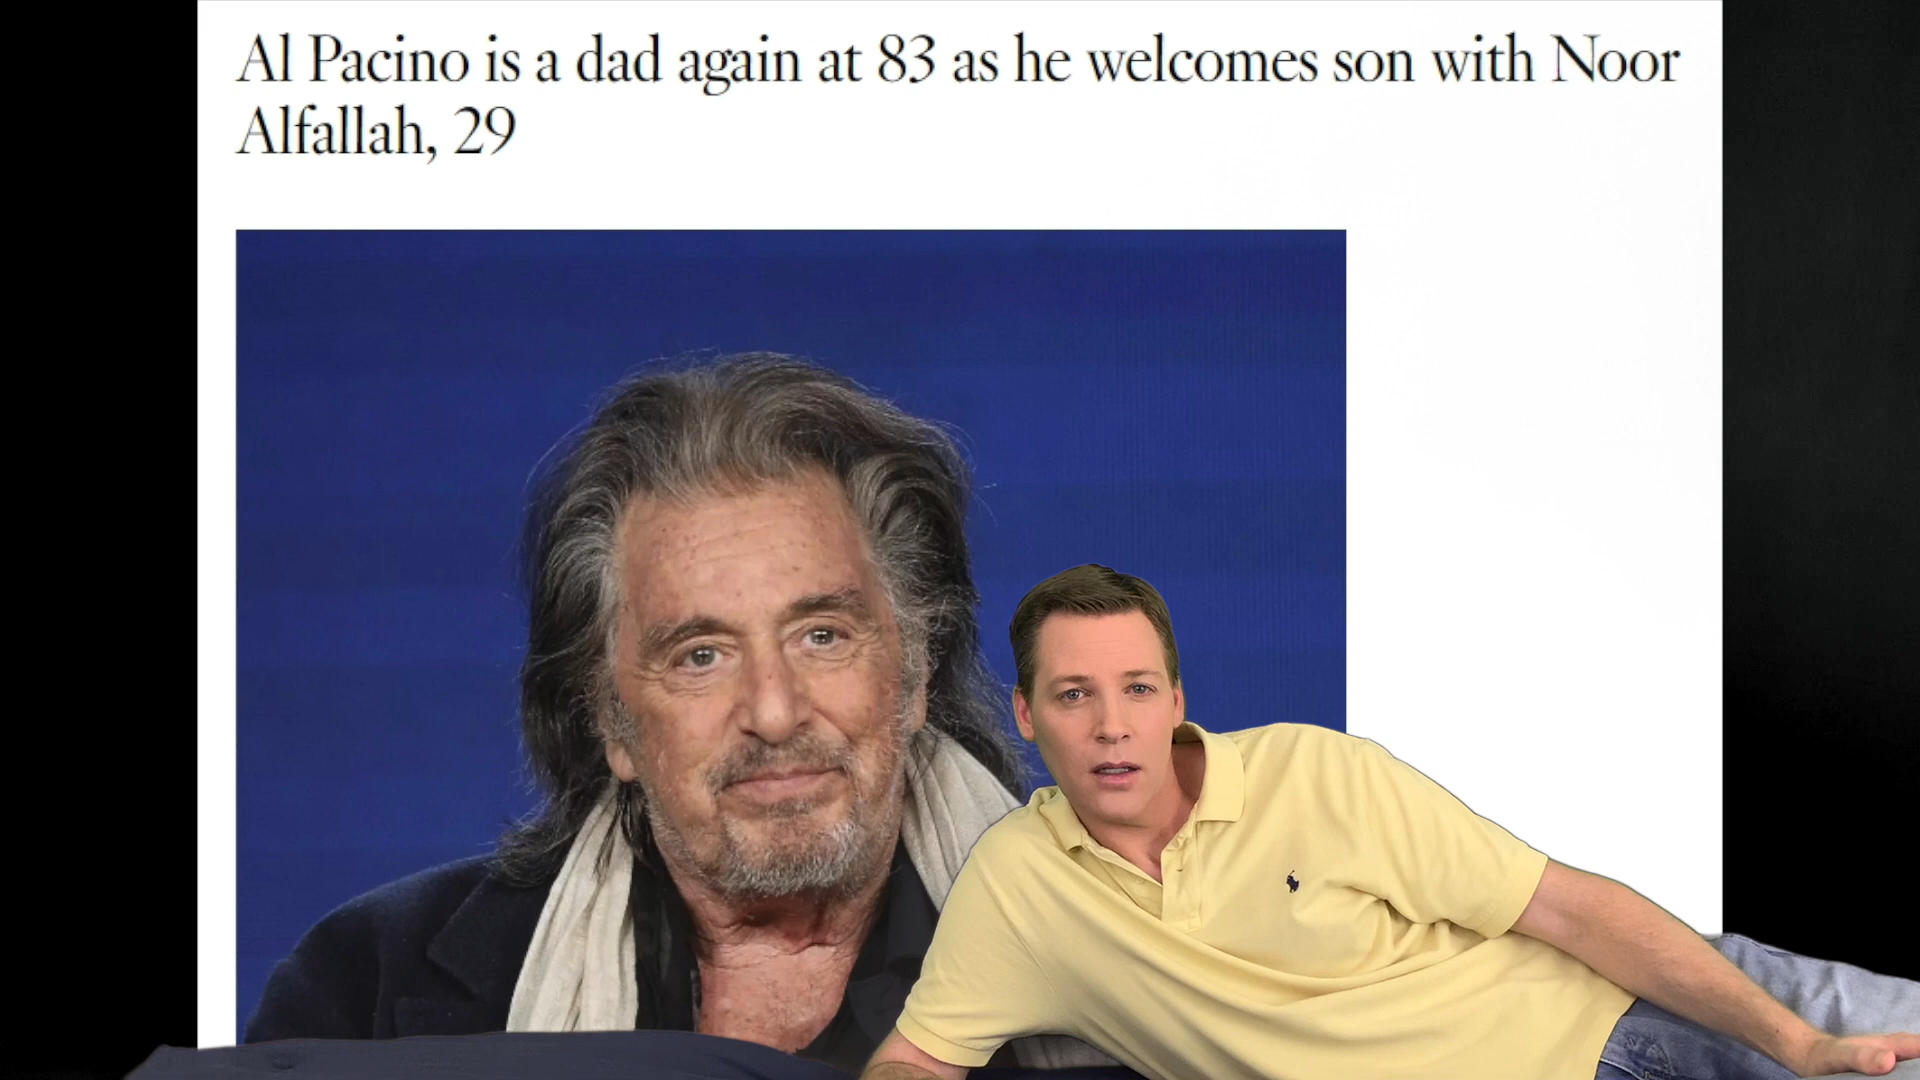 Al Pacino is a dad again at 83 as he welcomes son with Noor
Alfallah, 29